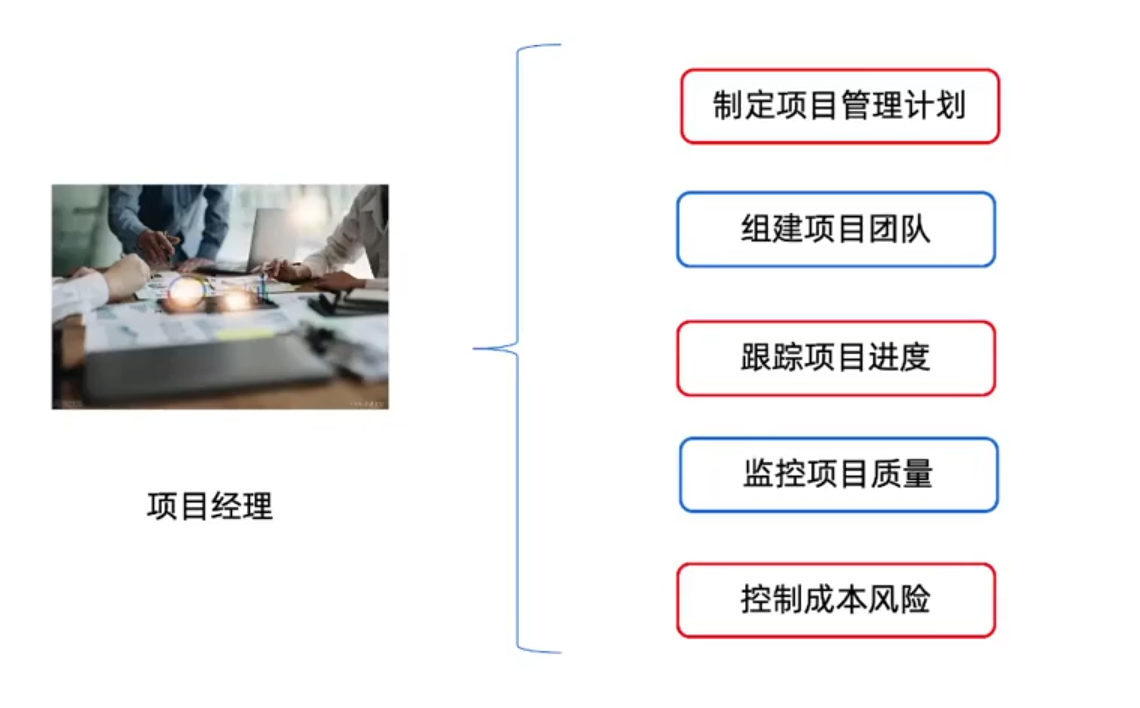 制定项目管理计划
组建项目团队
跟踪项目进度
监控项目质量
控制成本风险
项目经理